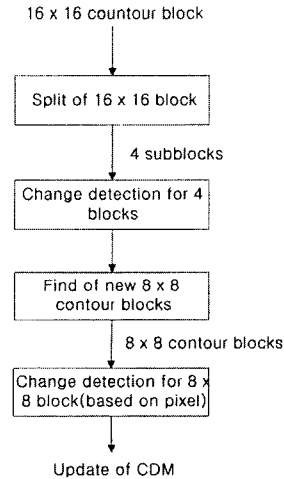 16 x 16 countour block
Split of 16 x 16 block
4 subblocks
Change detection for 4
blocks
Find of new 8 x 8
contour blocks
8 x 8 contour blocks
Change detection for 8 x
8 block(based on pixel)
Update of CDM